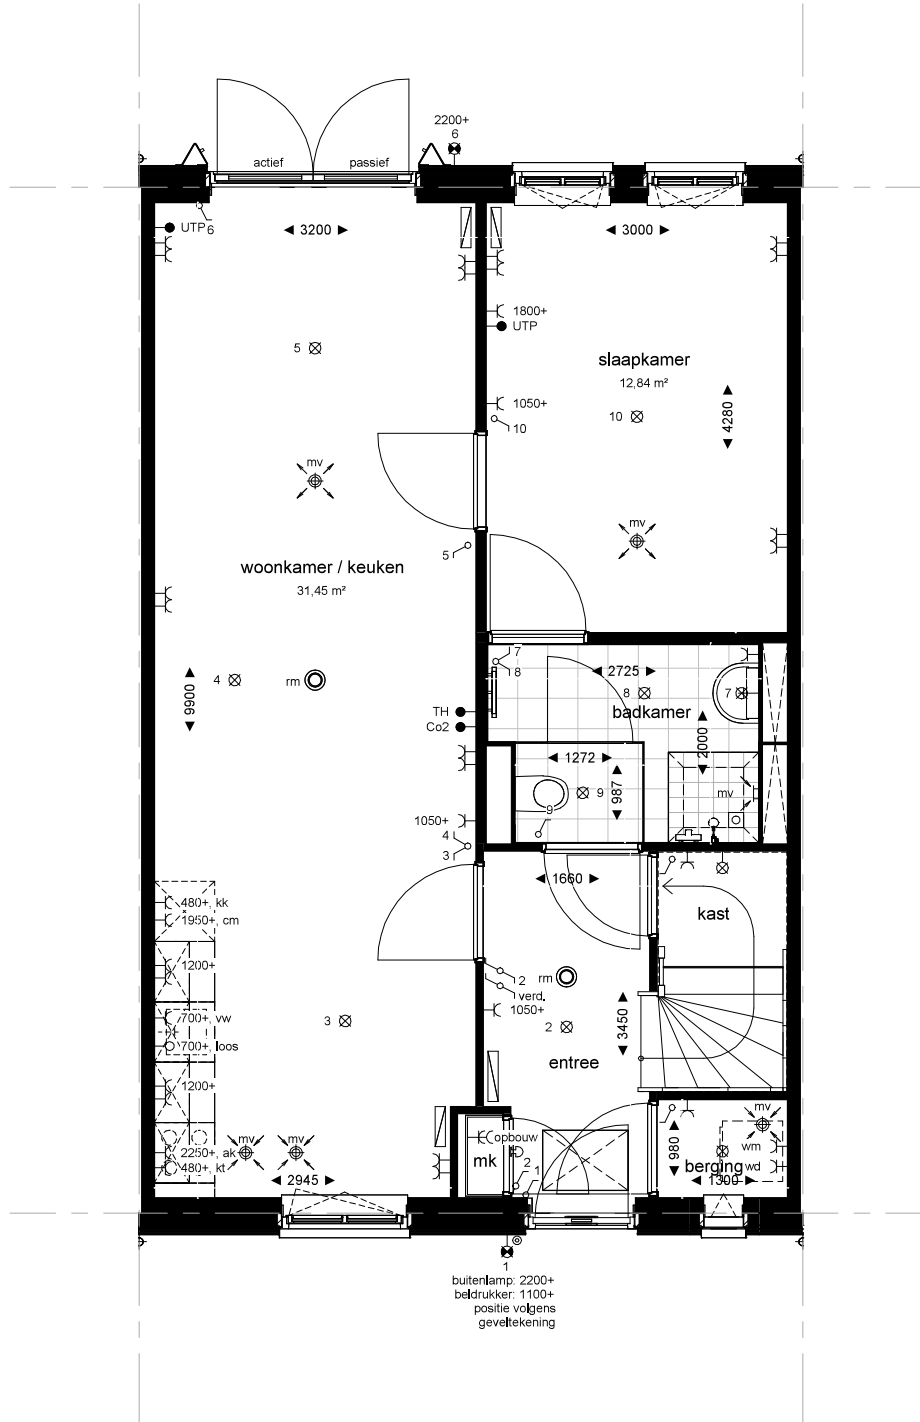 2200+
6
actief
passief
UTP
6
3200
3000
1800+
UTP
5
slaapkamer
12,84 m²
1050+
10
10
4280
mv
mv
5
woonkamer / keuken
31,45 m²
7
8
2725
4
rm
9900
8
7
TH
Co2
badkamer
2000
1272
987
9
mv
9
1050+
4
3
1660
480+, kk
1950+, cm
kast
1200+
2
rm
verd.
1050+
700+, vw
3
2
3450
700+, loos
entree
1200+
mv
opbouw
mv
mv
980
wm
2250+, ak
mk
2
berging
wd
480+, kt
1
2945
1300
1
buitenlamp: 2200+
beldrukker: 1100+
positie volgens
geveltekening